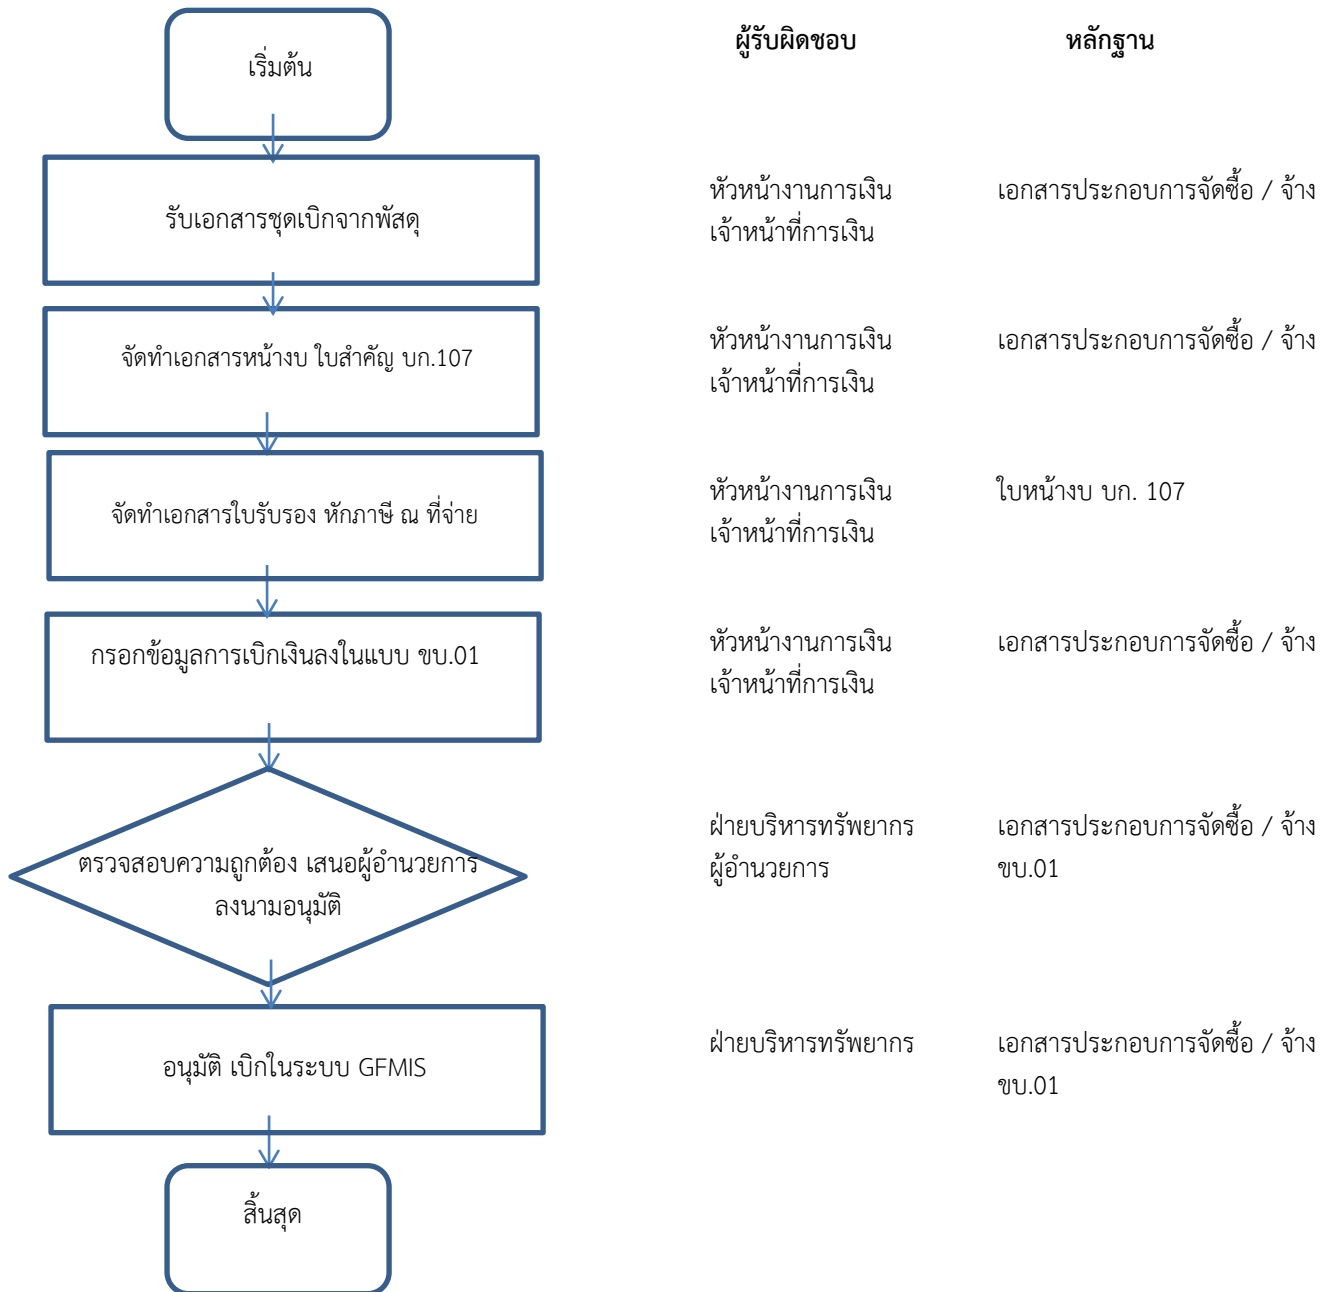 ผู้รับผิดชอบ หลักฐาน
เริ่มต้น
รับเอกสารชุดเบิกจากพัสดุ
หัวหน้างานการเงิน เอกสารประกอบการจัดซื้อ / จ้าง
เจ้าหน้าที่การเงิน
จัดทำเอกสารหน้างบ ใบสำคัญ บก.107
หัวหน้างานการเงิน เอกสารประกอบการจัดซื้อ / จ้าง
เจ้าหน้าที่การเงิน
จัดทำเอกสารใบรับรอง หักภาษี ณ ที่จ่าย
หัวหน้างานการเงิน ใบหน้างบ บก. 107
เจ้าหน้าที่การเงิน
กรอกข้อมูลการเบิกเงินลงในแบบ ขบ.01
หัวหน้างานการเงิน เอกสารประกอบการจัดซื้อ / จ้าง
เจ้าหน้าที่การเงิน
ตรวจสอบความถูกต้อง เสนอผู้อำนวยการ
ลงนามอนุมัติ
ฝ่ายบริหารทรัพยากร เอกสารประกอบการจัดซื้อ / จ้าง
ผู้อำนวยการ ขบ.01
อนุมัติ เบิกในระบบ GFMIS
ฝ่ายบริหารทรัพยากร เอกสารประกอบการจัดซื้อ / จ้าง
ขบ.01
สิ้นสุด